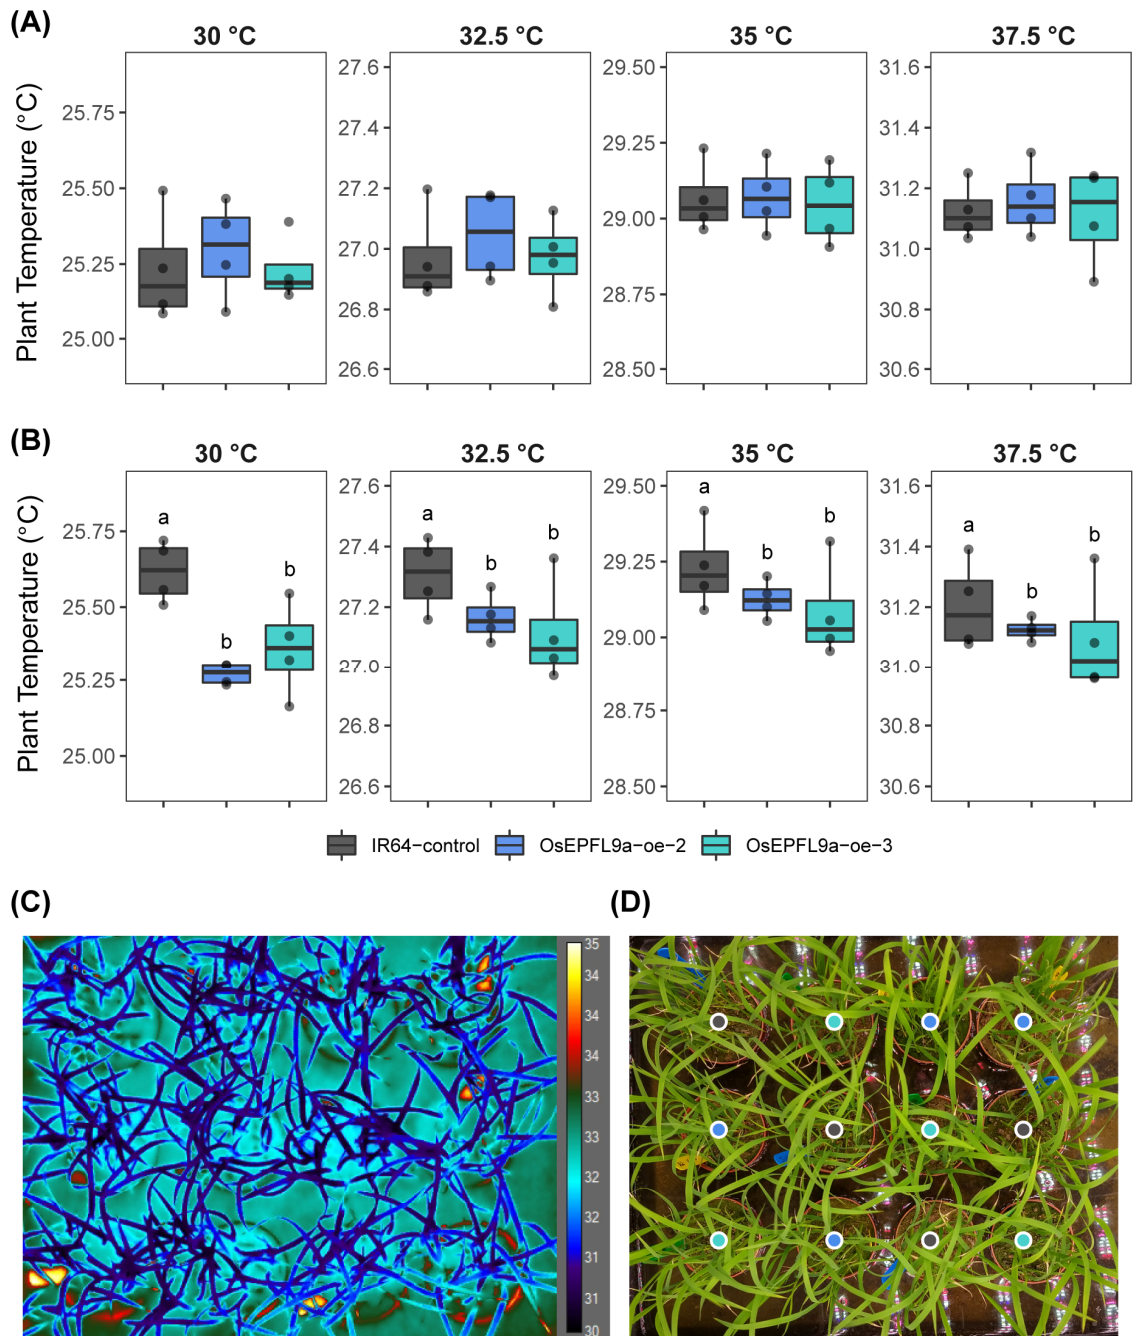 (A)
30 °C
32.5 °C
35 °C
37.5 °C
Plant Temperature (°C)
25.75
25.50
25.25
25.00
27.6
27.4
27.2
27.0
26.8
26.6
29.50
29.25
29.00
28.75
28.50
31.6
31.4
31.2
31.0
30.8
30.6
(B)
30 °C
32.5 °C
35 °C
37.5 °C
Plant Temperature (°C)
25.75
25.50
25.25
25.00
a
b
b
27.6
27.4
27.2
27.0
26.8
26.6
a
b
b
29.50
29.25
29.00
28.75
28.50
a
b
b
31.6
31.4
31.2
31.0
30.8
30.6
a
b
b
IR64−control
OsEPFL9a−oe−2
OsEPFL9a−oe−3
(C)
35
34
34
33
33
32
32
31
31
30
(D)